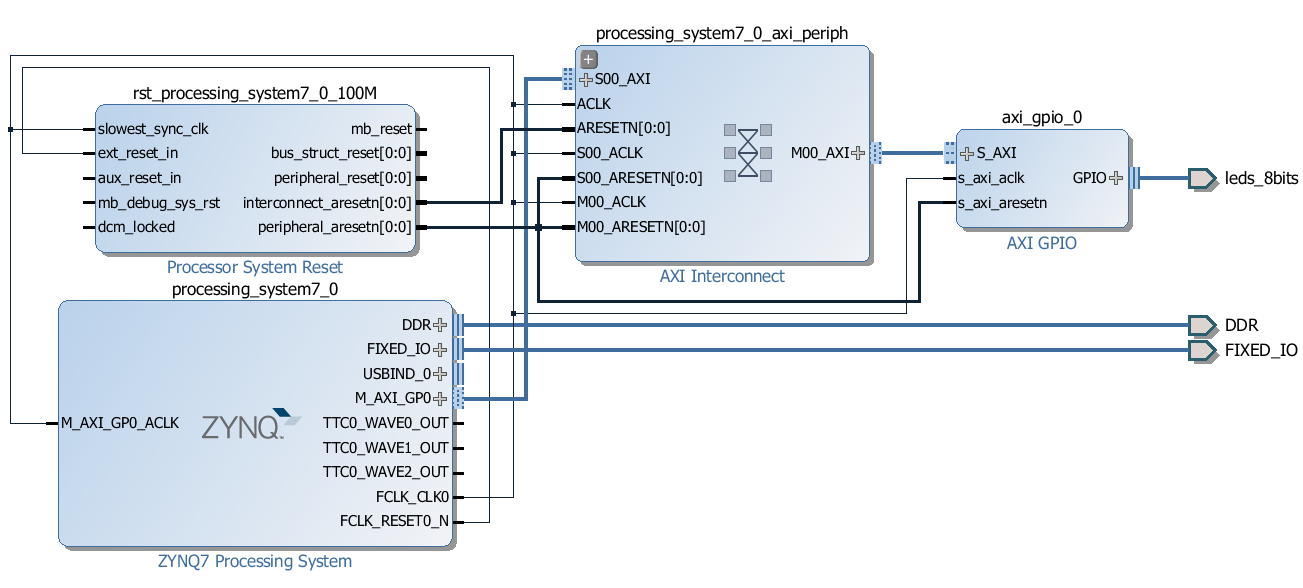 processing_system7_0_axi_periph
S00_AXI
ACLK
ARESETN[0:0]
S00_ACLK
S00_ARESETN[0:0]
M00_ACLK
M00_ARESETN[0:0]
M00_AXI
AXI Interconnect
rst_processing_system7_0_100M
slowest_sync_clk
ext_reset_in
aux_reset_in
mb_debug_sys_rst
dcm_locked
mb_reset
bus_struct_reset[0:0]
peripheral_reset[0:0]
interconnect_aresetn[0:0]
peripheral_aresetn[0:0]
Processor System Reset
axi_gpio_0
S_AXI
s_axi_aclk
s_axi_aresetn
GPIO
AXI GPIO
leds_8bits
processing_system7_0
M_AXI_GP0_ACLK
ZYNQ
DDR
FIXED_IO
USBIND_0
M_AXI_GP0
TTC0_WAVE0_OUT
TTC0_WAVE1_OUT
TTC0_WAVE2_OUT
FCLK_CLK0
FCLK_RESET0_N
ZYNQ7 Processing System
DDR
FIXED_IO